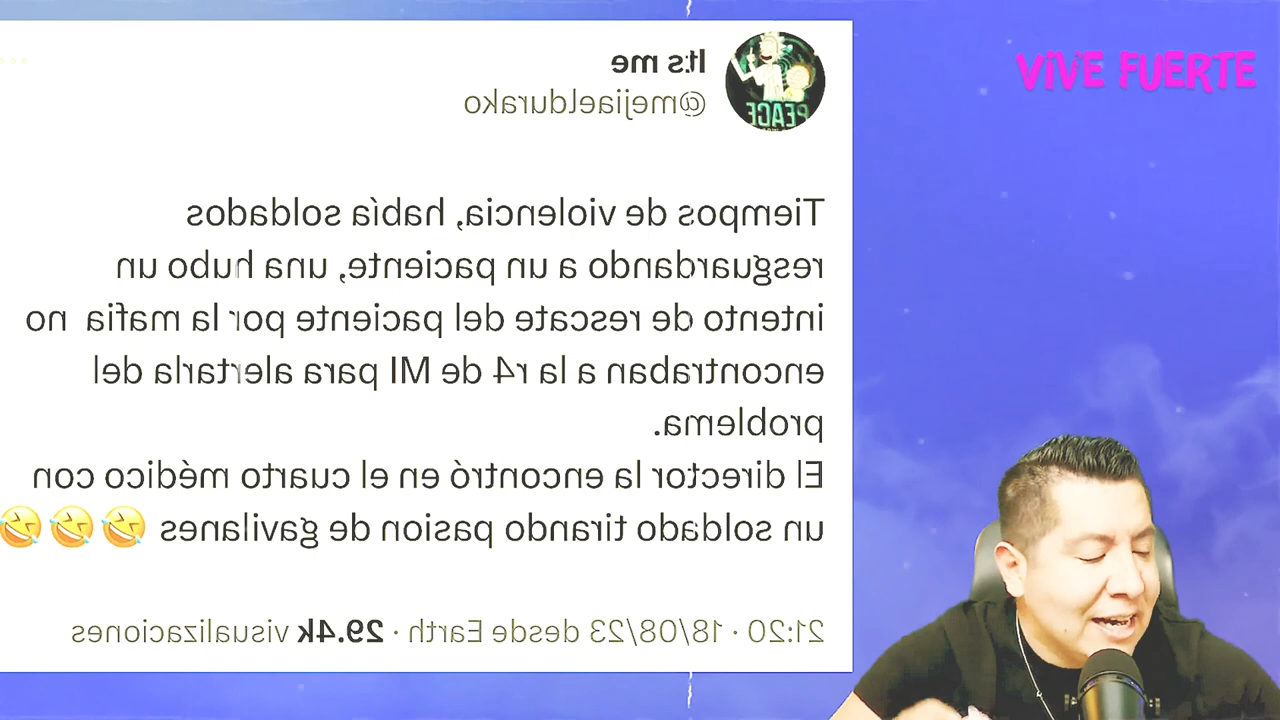 It's me
@mejiaeldurako
PEACE
VIVE FUERTE
Tiempos de violencia, había soldados
resguardando a un paciente, una hubo un
intento de rescate del paciente por la mafia no
encontraban a la r4 de MI para alertarla del
problema.
El director la encontró en el cuarto médico con
un soldado tirando pasion de gavilanes 🤣🤣🤣
21:20 · 18/08/23 desde Earth · 29.4k visualizaciones